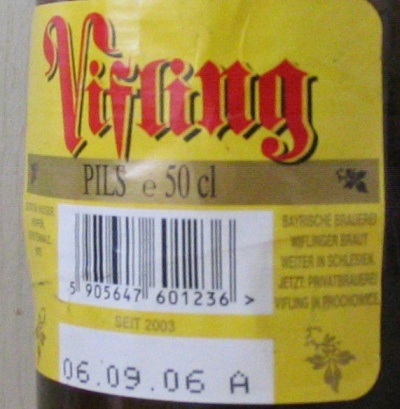 Vifling
PILS e 50 cl
5 905647 601236 >
BAYRISCHE BRAUEREI
WIFLINGER BRAUT
WEITER IN SCHLESIEN.
JETZT: PRIVATBRAUEREI
VIFLING IN PROCHOWICE
SEIT 2003
06.09.06 A